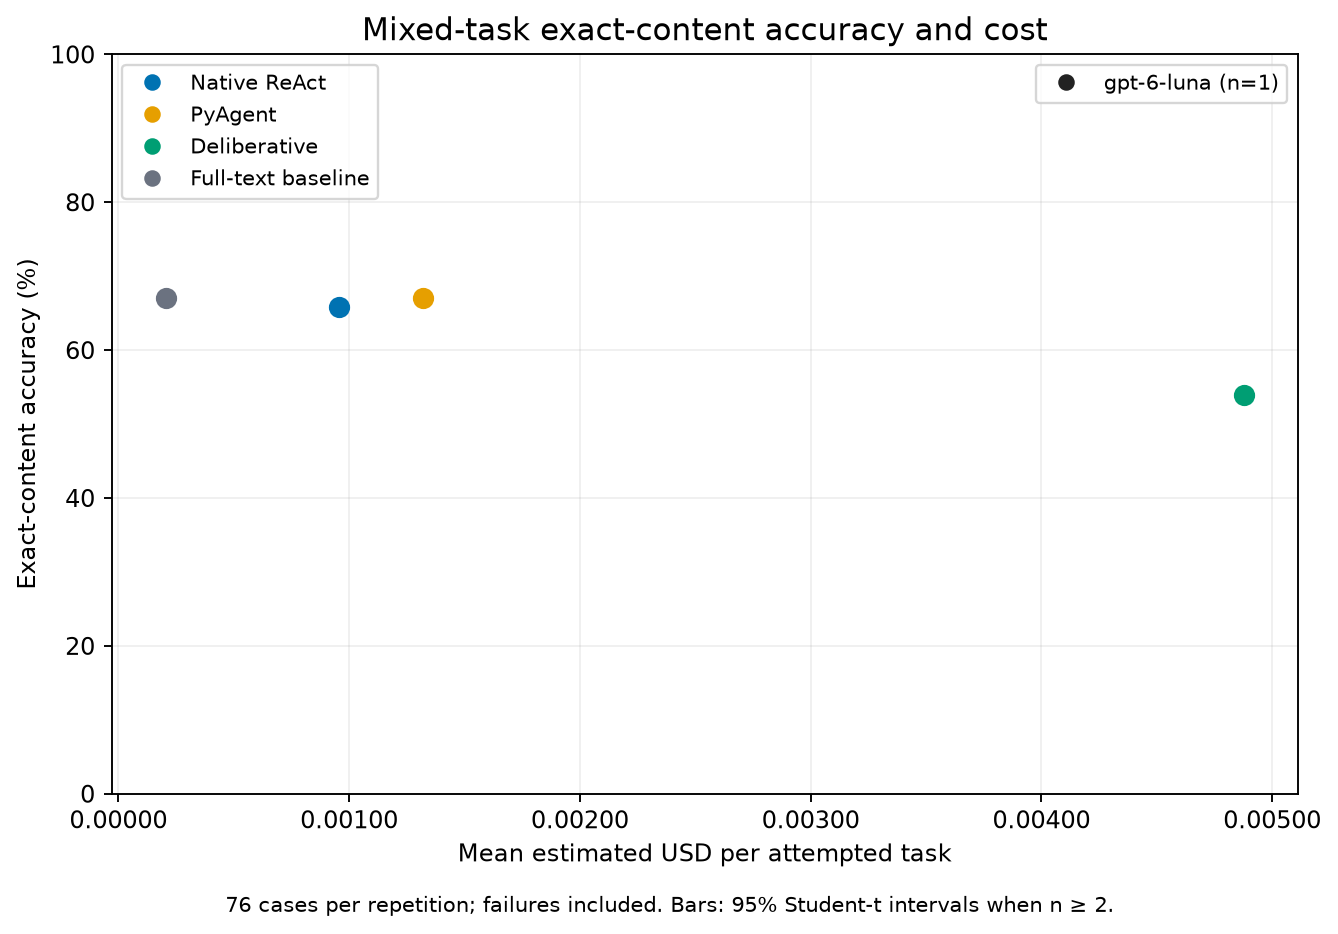 Mixed-task exact-content accuracy and cost
Native ReAct
PyAgent
Deliberative
Full-text baseline
gpt-6-luna (n=1)
Exact-content accuracy (%)
100
80
60
40
20
0
0.00000 0.00100 0.00200 0.00300 0.00400 0.00500
Mean estimated USD per attempted task
76 cases per repetition; failures included. Bars: 95% Student-t intervals when n ≥ 2.